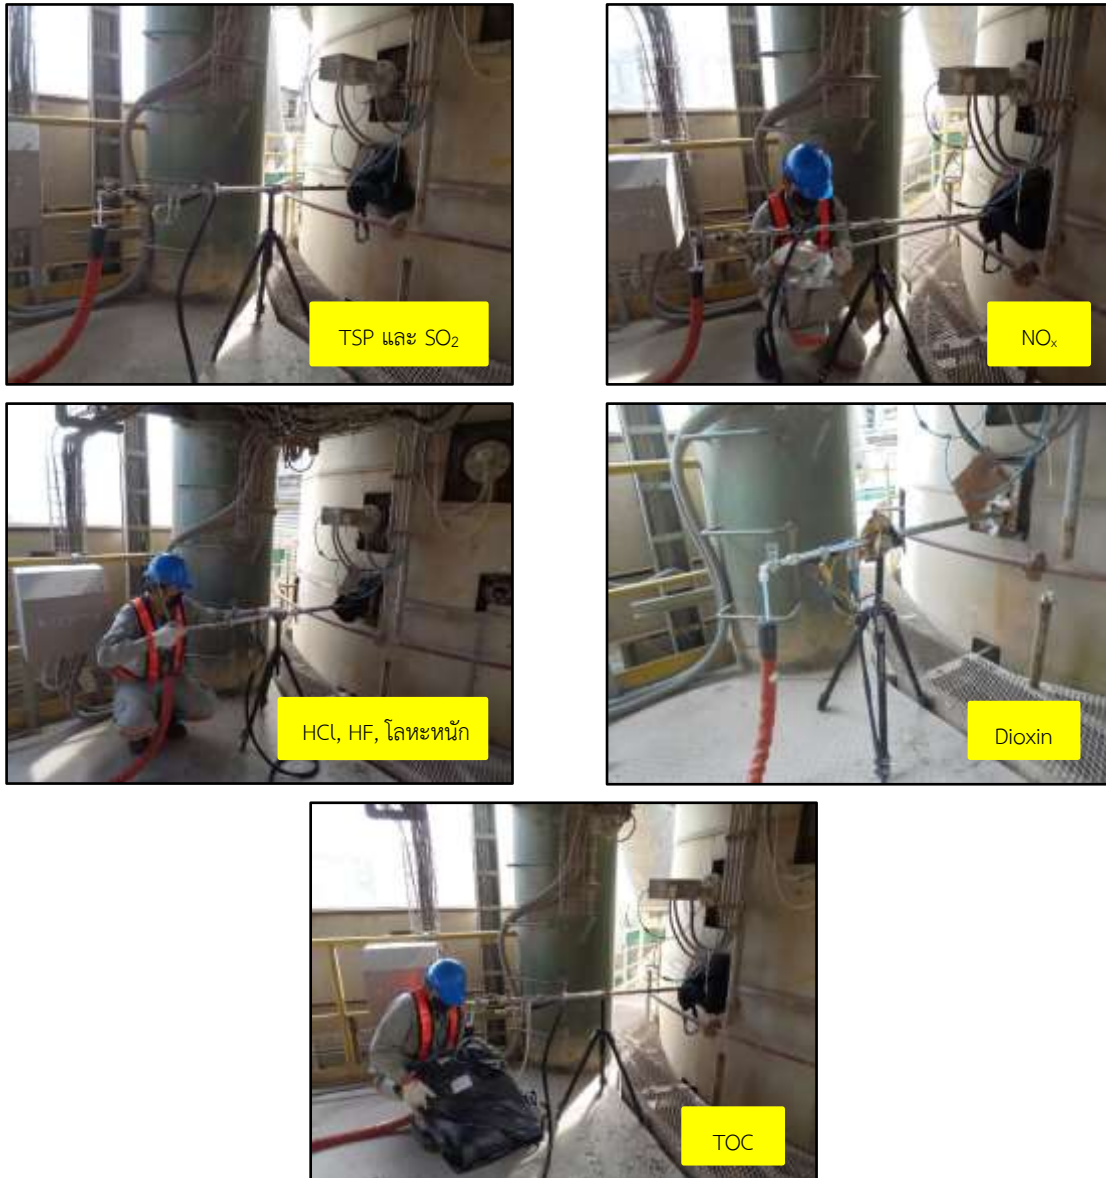 TSP และ SO₂
NOₓ
HCl, HF, โลหะหนัก
Dioxin
TOC